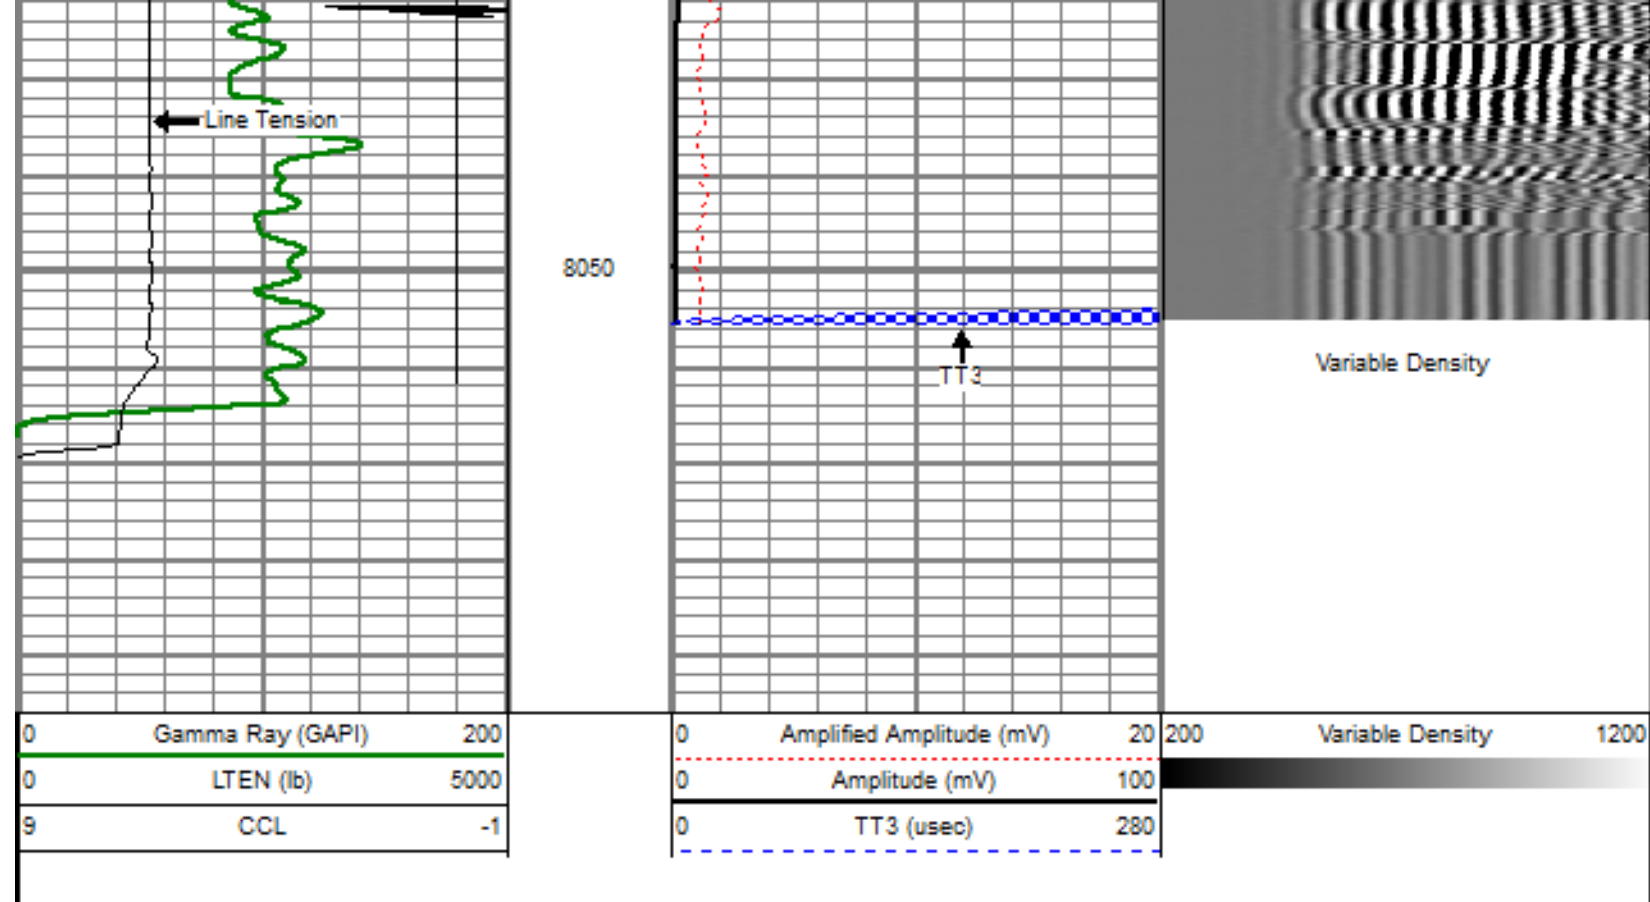 Line Tension
8050
TT3
Variable Density
0 Gamma Ray (GAPI) 200
0 LTEN (lb) 5000
9 CCL -1
0 Amplified Amplitude (mV) 20
0 Amplitude (mV) 100
0 TT3 (usec) 280
200 Variable Density 1200